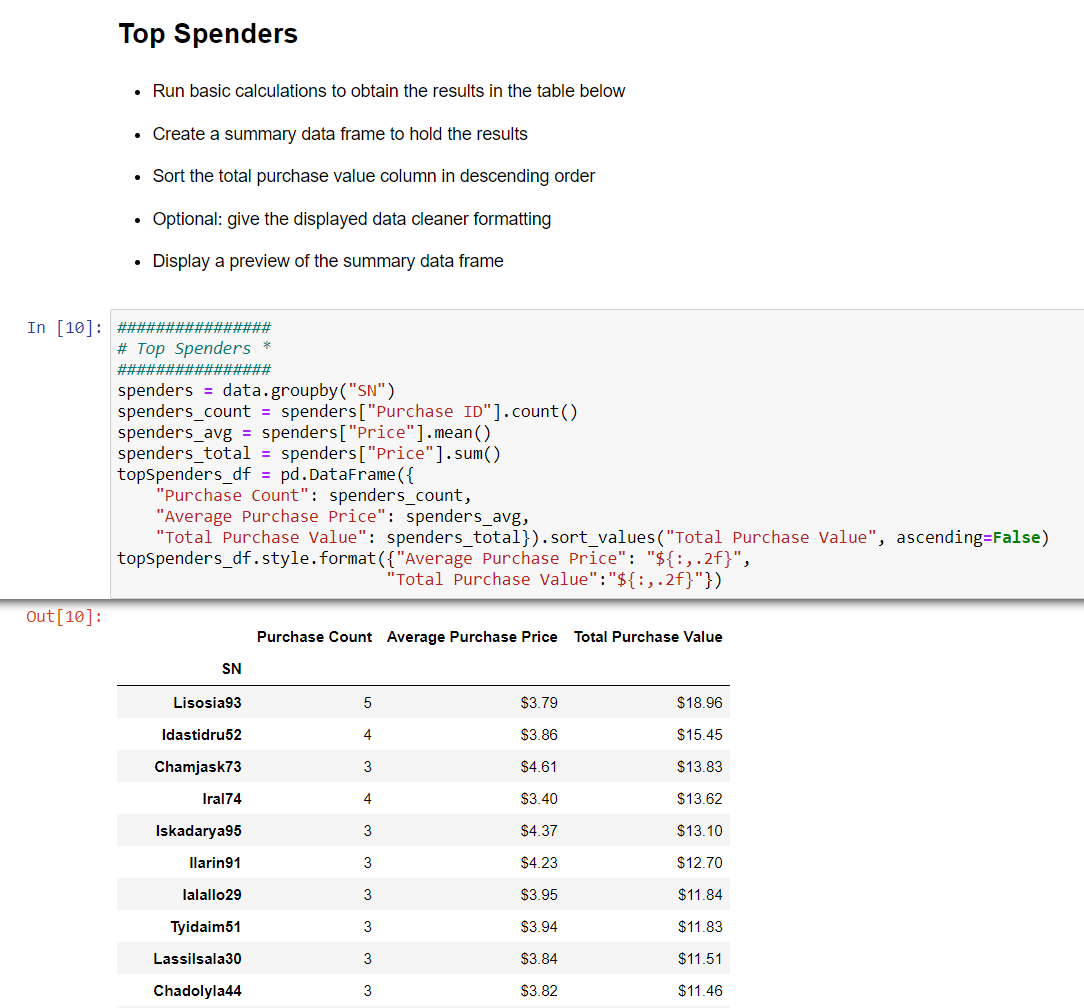 Top Spenders
• Run basic calculations to obtain the results in the table below
• Create a summary data frame to hold the results
• Sort the total purchase value column in descending order
• Optional: give the displayed data cleaner formatting
• Display a preview of the summary data frame
In [10]: ################
# Top Spenders *
################
spenders = data.groupby("SN")
spenders_count = spenders["Purchase ID"].count()
spenders_avg = spenders["Price"].mean()
spenders_total = spenders["Price"].sum()
topSpenders_df = pd.DataFrame({
    "Purchase Count": spenders_count,
    "Average Purchase Price": spenders_avg,
    "Total Purchase Value": spenders_total}).sort_values("Total Purchase Value", ascending=False)
topSpenders_df.style.format({"Average Purchase Price": "${:,.2f}",
                            "Total Purchase Value":"${:,.2f}"})
Out[10]:
Purchase Count Average Purchase Price Total Purchase Value
SN
Lisosia93 5 $3.79 $18.96
Idastidru52 4 $3.86 $15.45
Chamjask73 3 $4.61 $13.83
Iral74 4 $3.40 $13.62
Iskadarya95 3 $4.37 $13.10
Ilarin91 3 $4.23 $12.70
Ialallo29 3 $3.95 $11.84
Tyidaim51 3 $3.94 $11.83
Lassilsala30 3 $3.84 $11.51
Chadolyla44 3 $3.82 $11.46